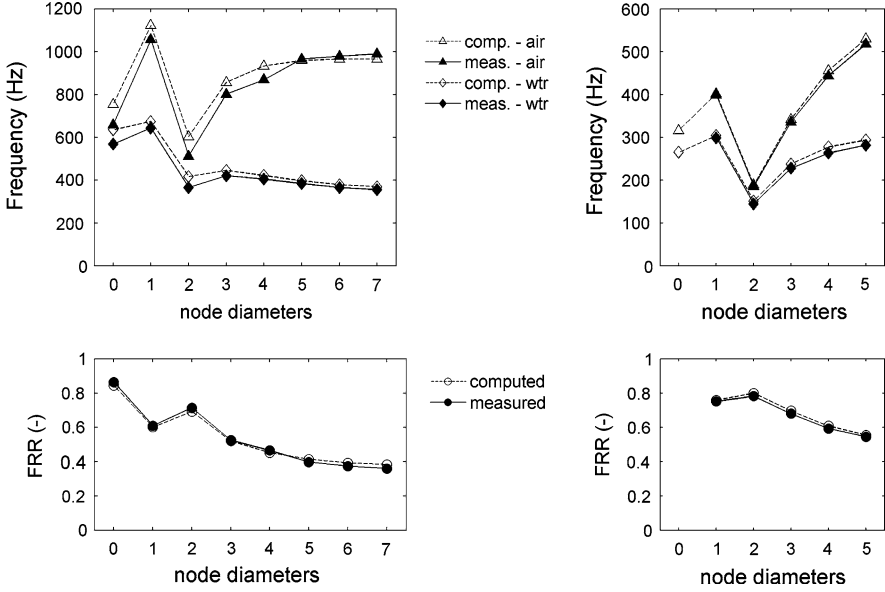 1200
1000
800
600
400
200
0
0 1 2 3 4 5 6 7
node diameters
Frequency (Hz)
comp. - air
meas. - air
comp. - wtr
meas. - wtr
600
500
400
300
200
100
0
0 1 2 3 4 5
node diameters
Frequency (Hz)
1
0.8
0.6
0.4
0.2
0
0 1 2 3 4 5 6 7
node diameters
FRR (-)
computed
measured
1
0.8
0.6
0.4
0.2
0
0 1 2 3 4 5
node diameters
FRR (-)